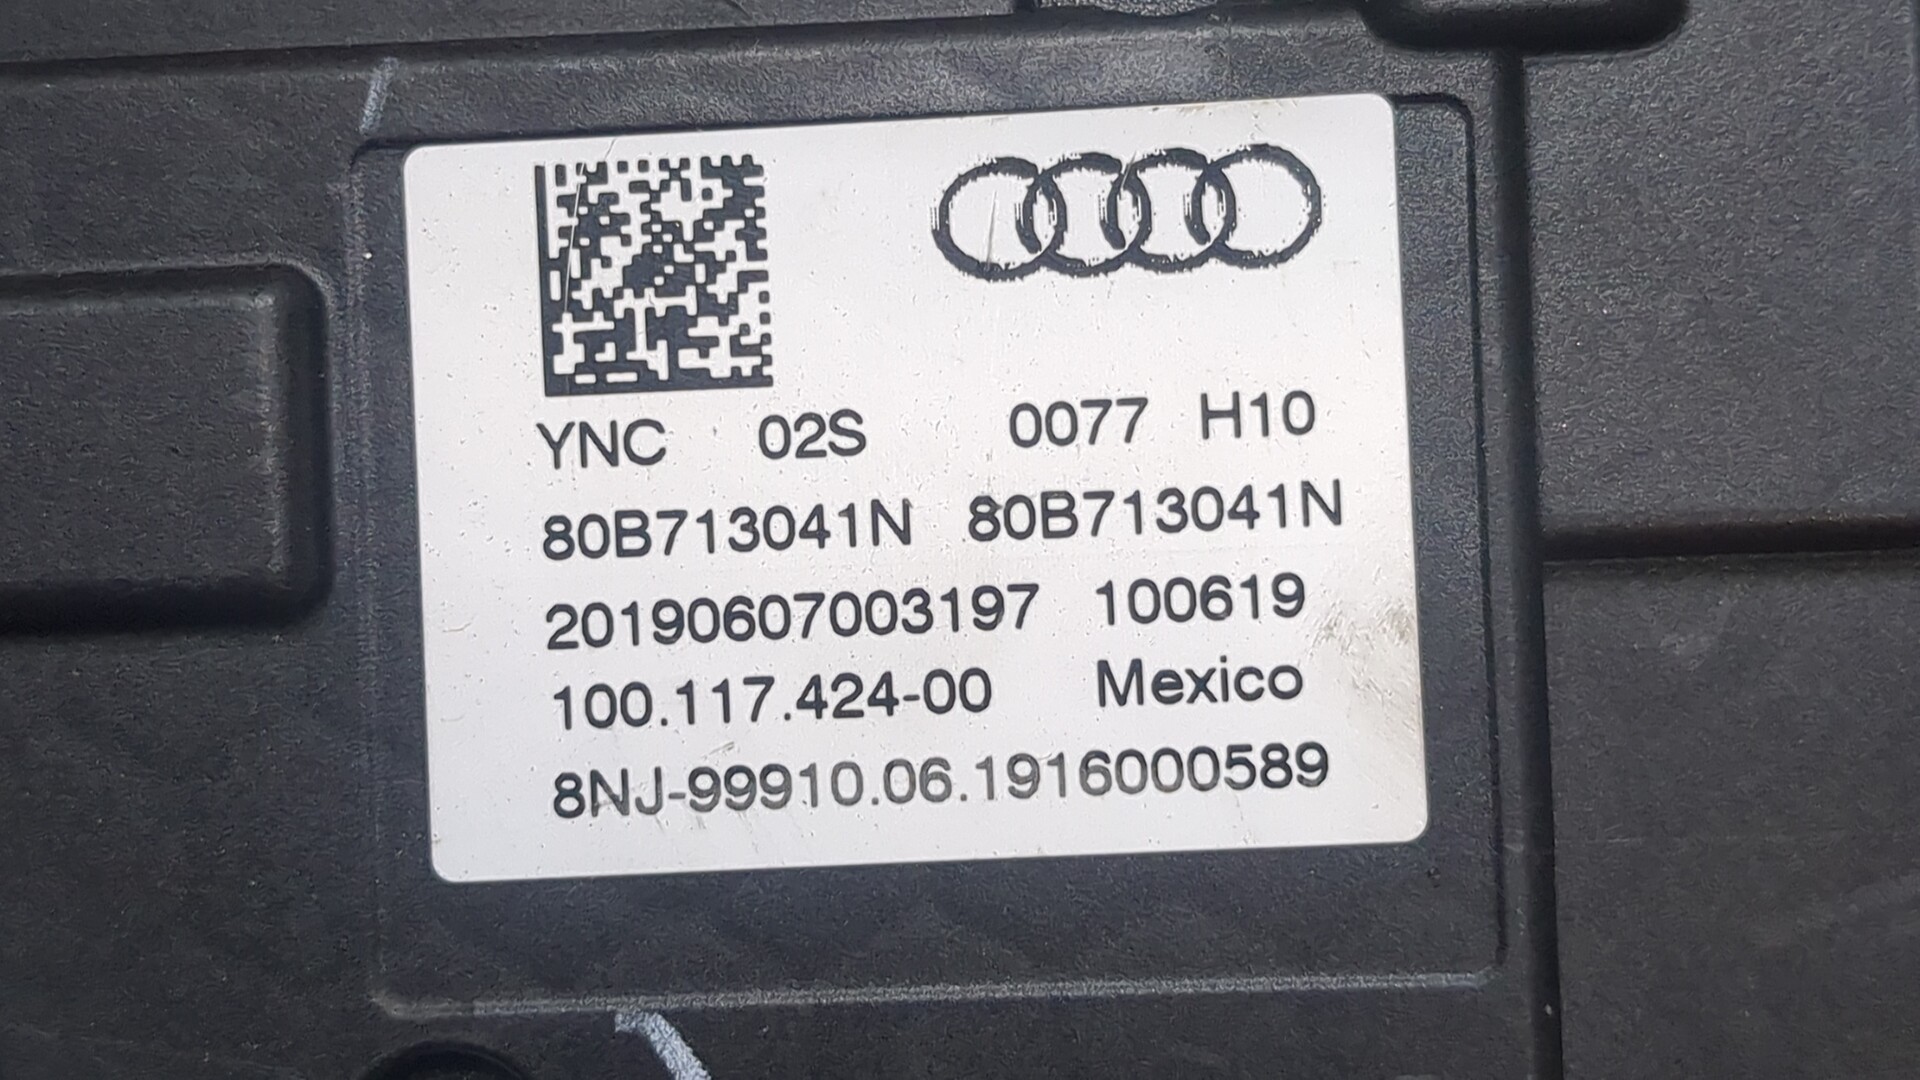 YNC 02S 0077 H10
80B713041N 80B713041N
20190607003197 100619
100.117.424-00 Mexico
8NJ-99910.06.1916000589